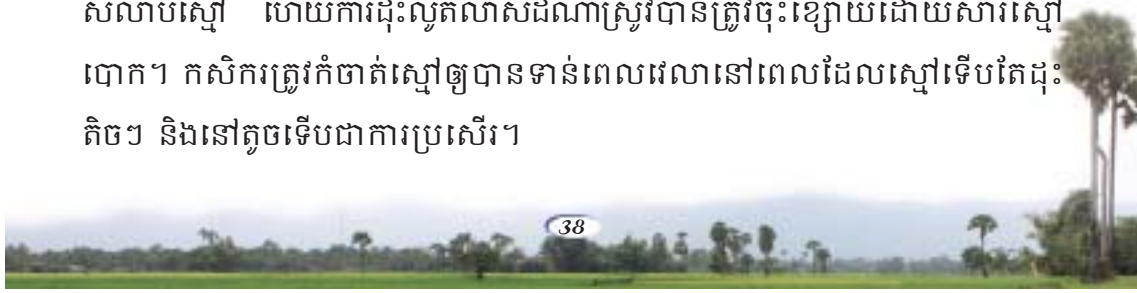 សំលាប់ស្មៅ ហើយការដុះលូតលាស់ដំណាំស្រូវបានត្រូវចុះខ្សោយដោយសារស្មៅ
បោក។ កសិករត្រូវកំចាត់ស្មៅឲ្យបានទាន់ពេលវេលានៅពេលដែលស្មៅទើបតែដុះ
តិចៗ និងនៅតូចទើបជាការប្រសើរ។
38